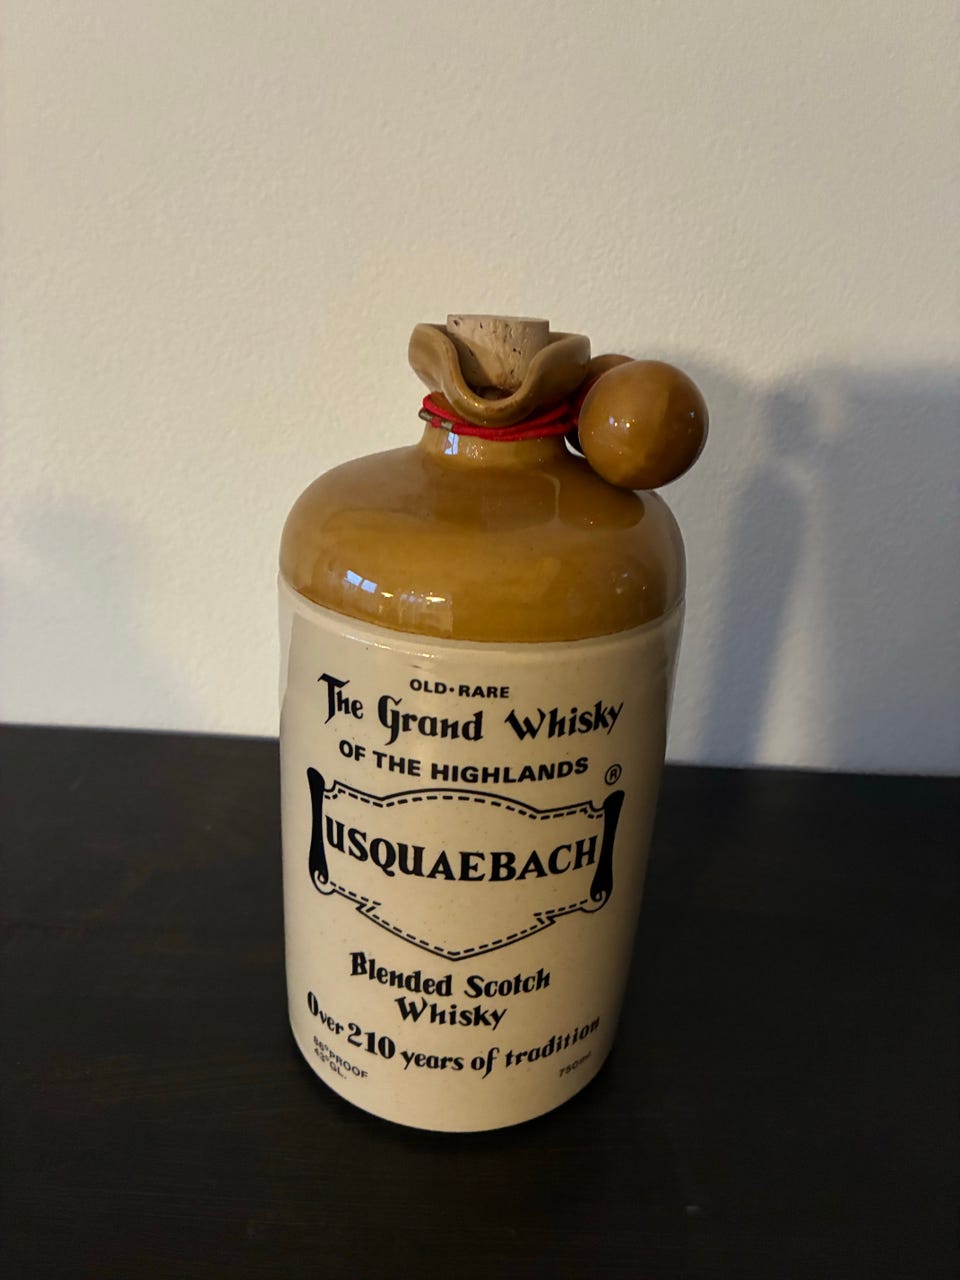 OLD·RARE
The Grand Whisky
OF THE HIGHLANDS
®
USQUAEBACH
Blended Scotch
Whisky
Over 210 years of tradition
86°PROOF
43°GL.
750ml